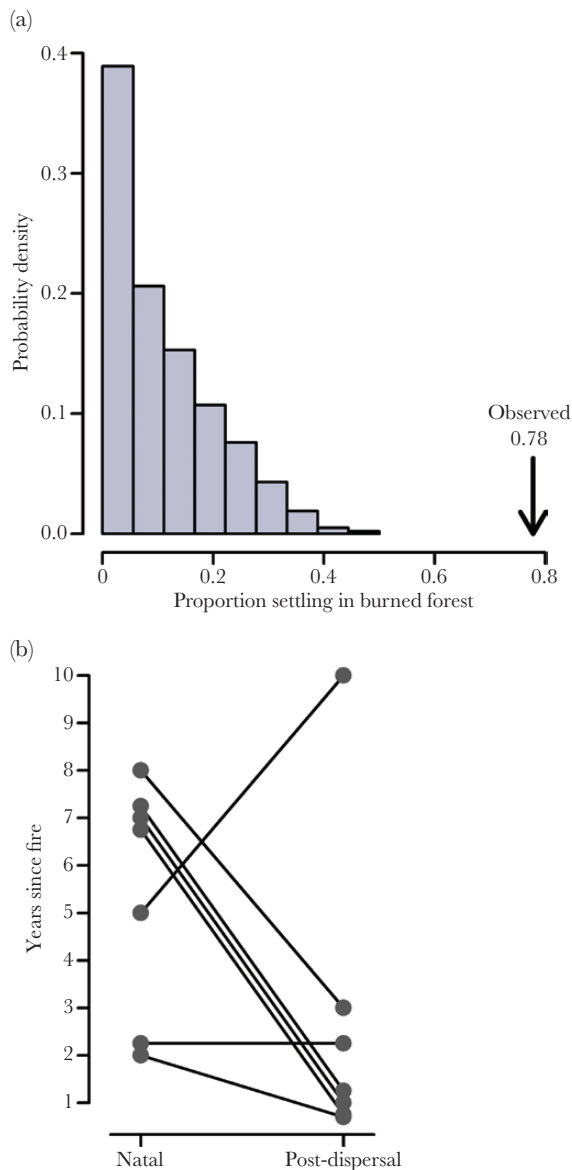 (a)
0.4
0.3
0.2
0.1
0.0
Probability density
Observed
0.78
0
0.2
0.4
0.6
0.8
Proportion settling in burned forest
(b)
10
9
8
7
6
5
4
3
2
1
Years since fire
Natal
Post-dispersal